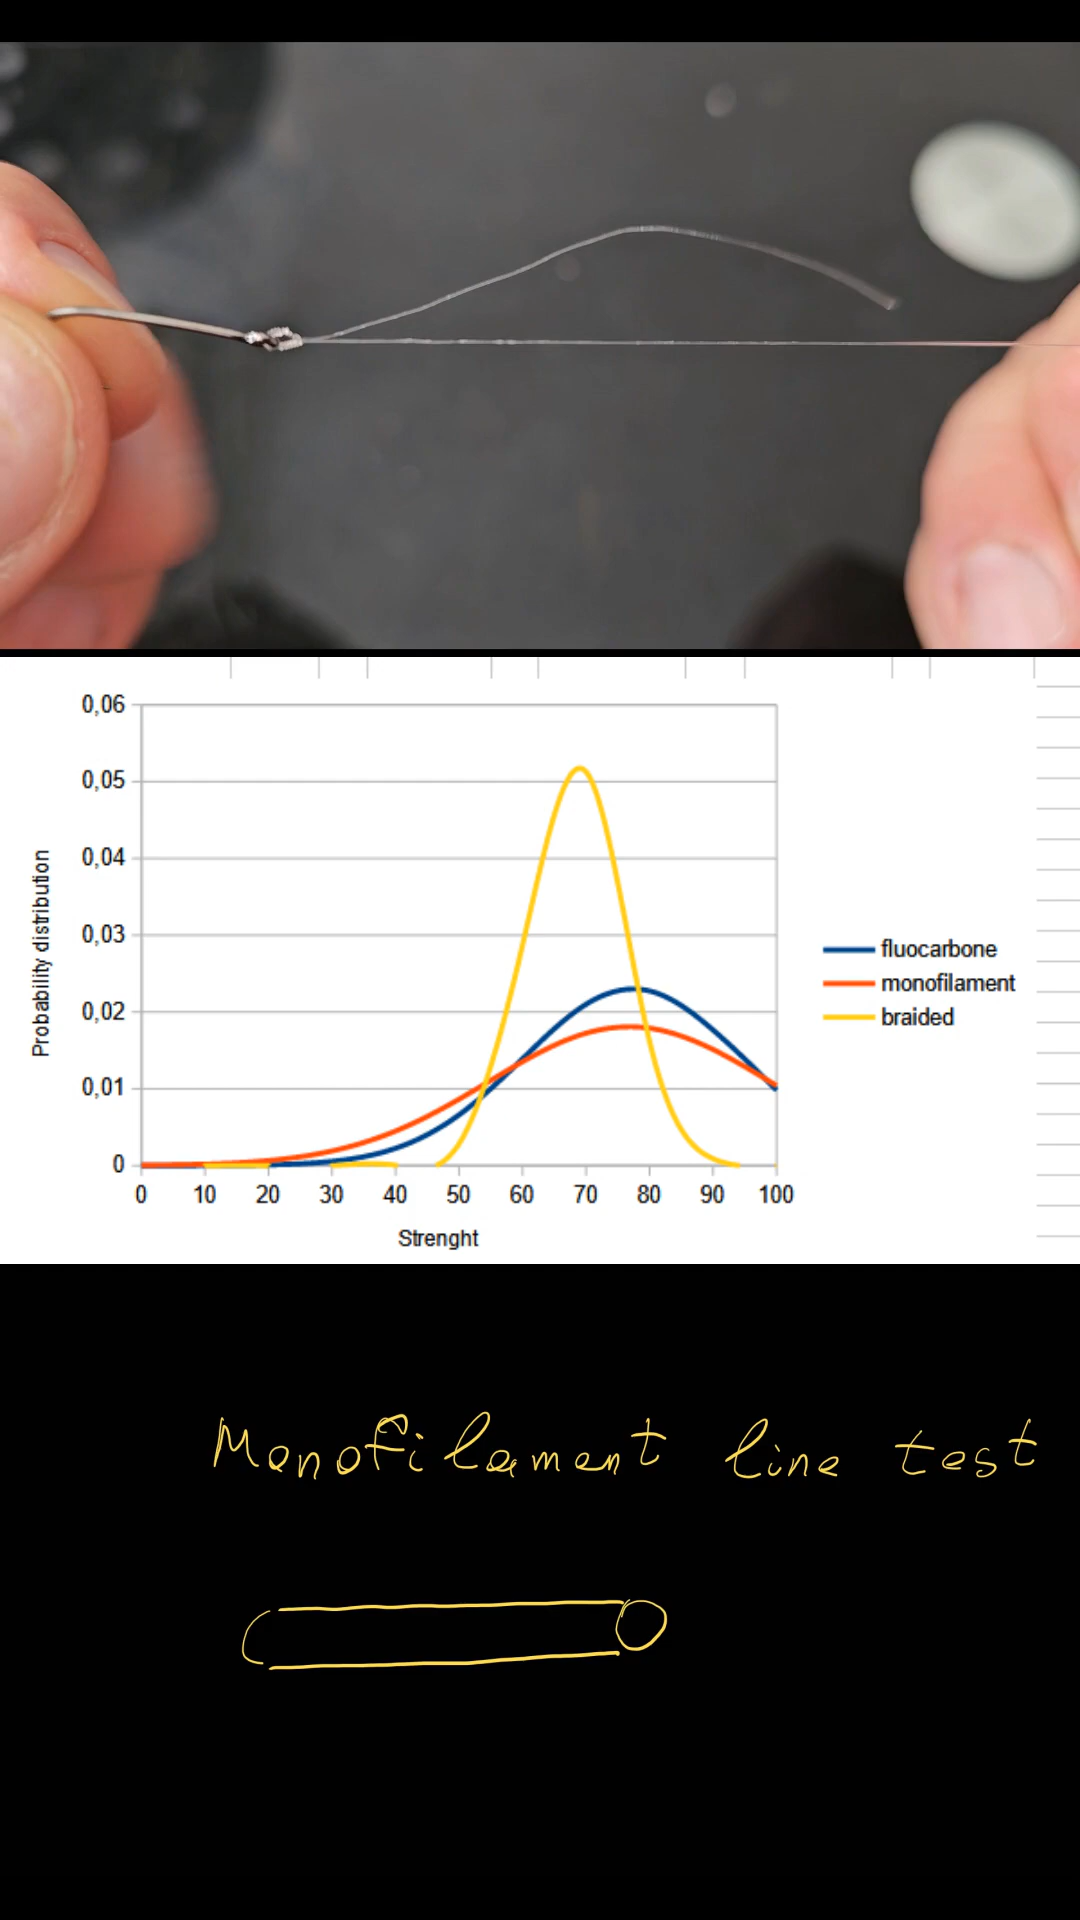 0,06
0,05
0,04
0,03
0,02
0,01
0
0 10 20 30 40 50 60 70 80 90 100
Probability distribution
Strenght
fluocarbone
monofilament
braided
Monofilament line test